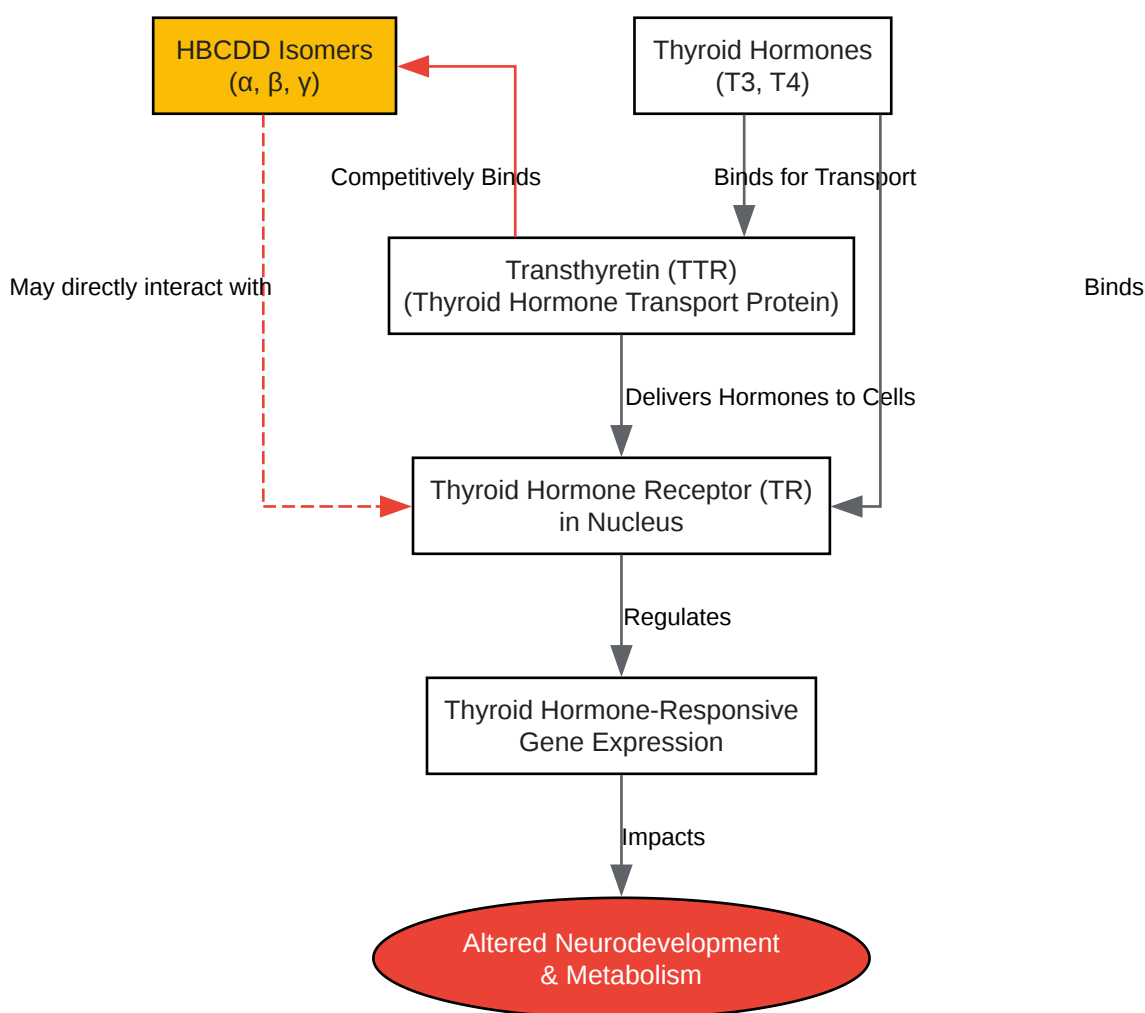 HBCDD Isomers
(α, β, γ)
Thyroid Hormones
(T3, T4)
Competitively Binds
Binds for Transport
Transthyretin (TTR)
(Thyroid Hormone Transport Protein)
May directly interact with
Binds
Delivers Hormones to Cells
Thyroid Hormone Receptor (TR)
in Nucleus
Regulates
Thyroid Hormone-Responsive
Gene Expression
Impacts
Altered Neurodevelopment
& Metabolism